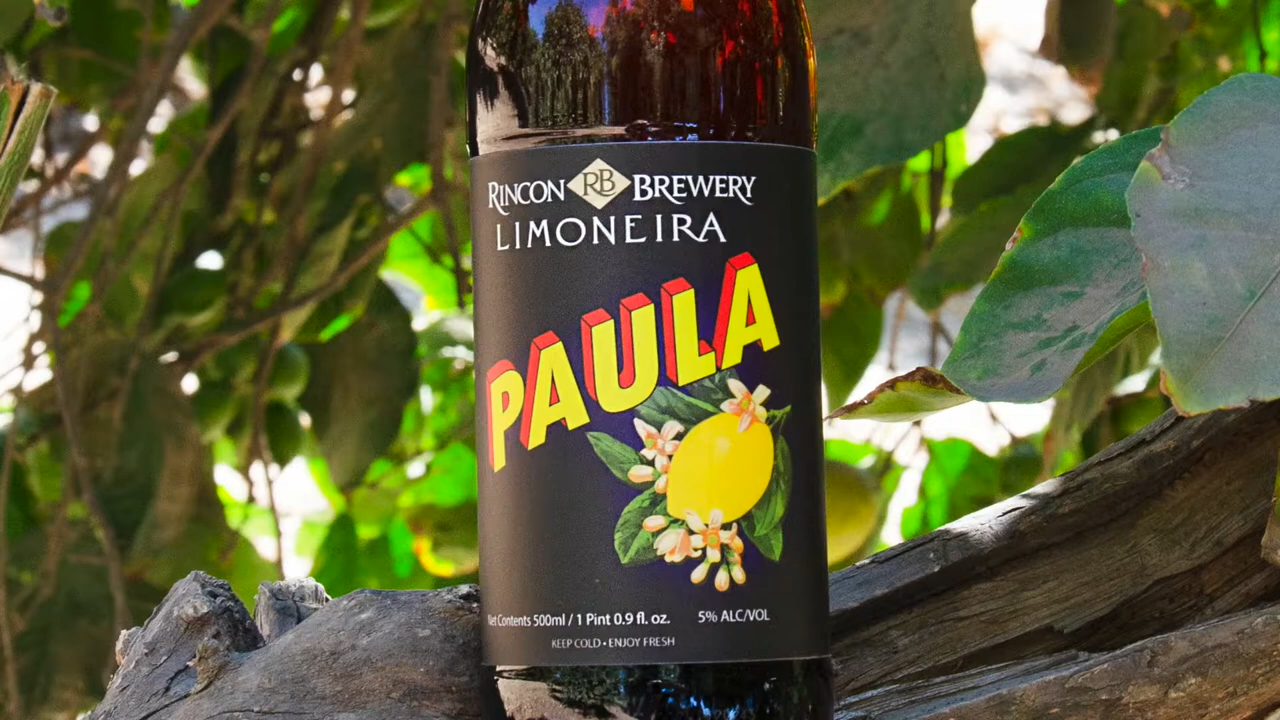 RINCON RB BREWERY
LIMONEIRA
PAULA
Net Contents 500ml / 1 Pint 0.9 fl. oz. 5% ALC/VOL
KEEP COLD • ENJOY FRESH